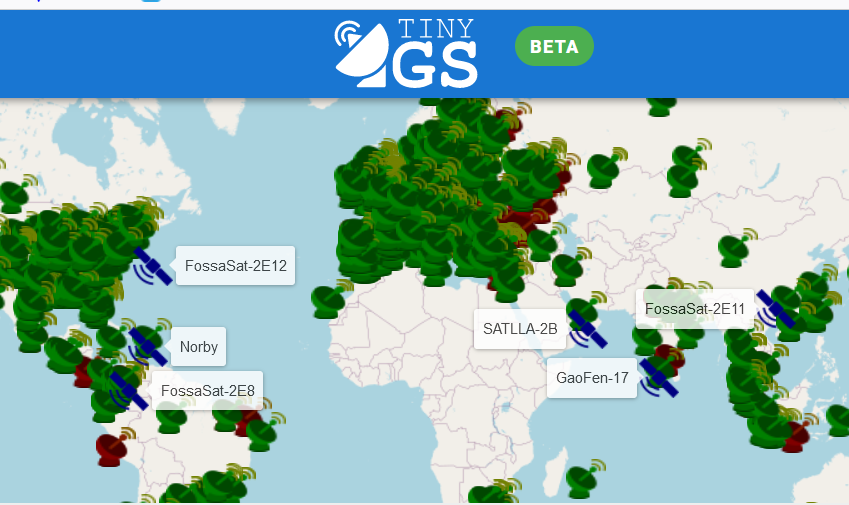 TINY
GS
BETA
FossaSat-2E12
FossaSat-2E11
SATLLA-2B
Norby
GaoFen-17
FossaSat-2E8